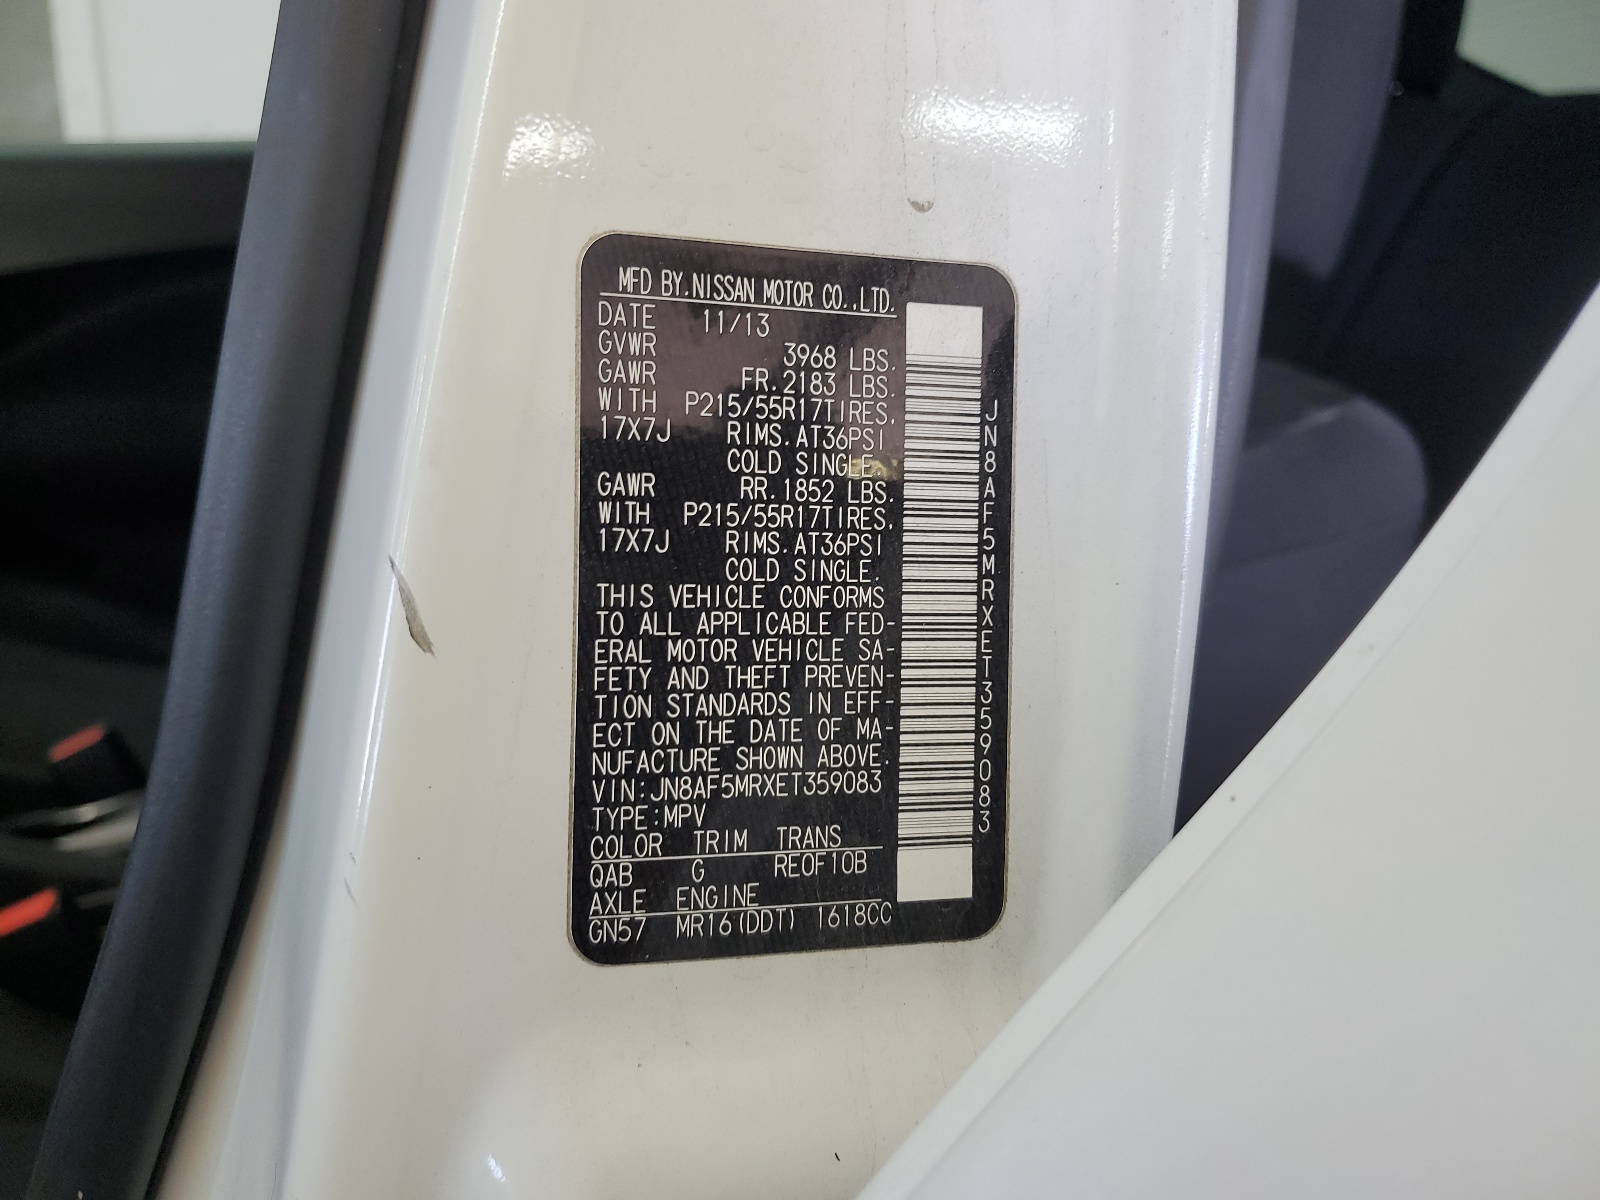 MFD BY.NISSAN MOTOR CO.,LTD.
DATE 11/13
GVWR 3968 LBS.
GAWR FR.2183 LBS.
WITH P215/55R17TIRES,
17X7J RIMS.AT36PSI
COLD SINGLE.
GAWR RR.1852 LBS.
WITH P215/55R17TIRES,
17X7J RIMS.AT36PSI
COLD SINGLE.
THIS VEHICLE CONFORMS
TO ALL APPLICABLE FED-
ERAL MOTOR VEHICLE SA-
FETY AND THEFT PREVEN-
TION STANDARDS IN EFF-
ECT ON THE DATE OF MA-
NUFACTURE SHOWN ABOVE.
VIN:JN8AF5MRXET359083
TYPE:MPV
COLOR TRIM TRANS
QAB G RE0F10B
AXLE ENGINE
GN57 MR16(DDT) 1618CC
JN8AF5MRXET359083